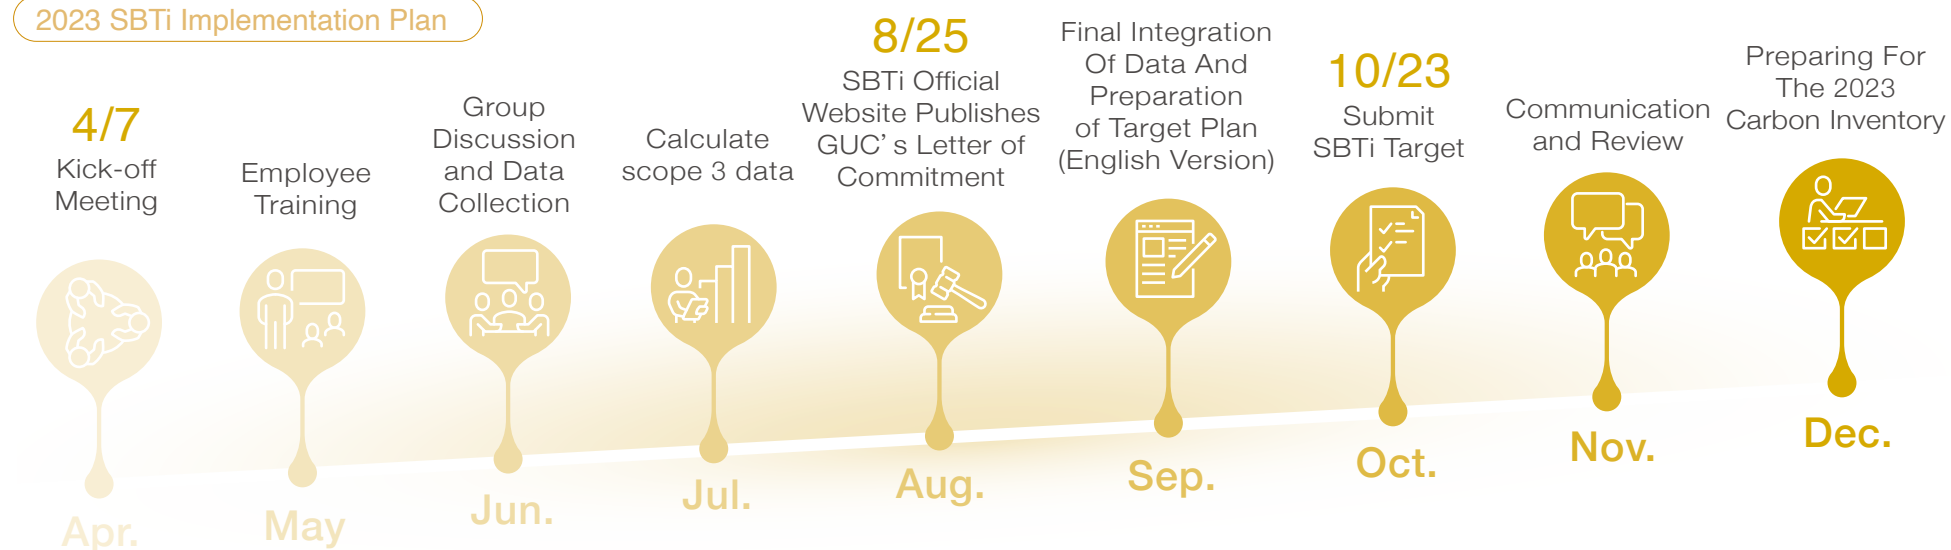 2023 SBTi Implementation Plan
4/7
Kick-off
Meeting
Apr.
Employee
Training
May
Group
Discussion
and Data
Collection
Jun.
Calculate
scope 3 data
Jul.
8/25
SBTi Official
Website Publishes
GUC’s Letter of
Commitment
Aug.
Final Integration
Of Data And
Preparation
of Target Plan
(English Version)
Sep.
10/23
Submit
SBTi Target
Oct.
Communication
and Review
Nov.
Preparing For
The 2023
Carbon Inventory
Dec.